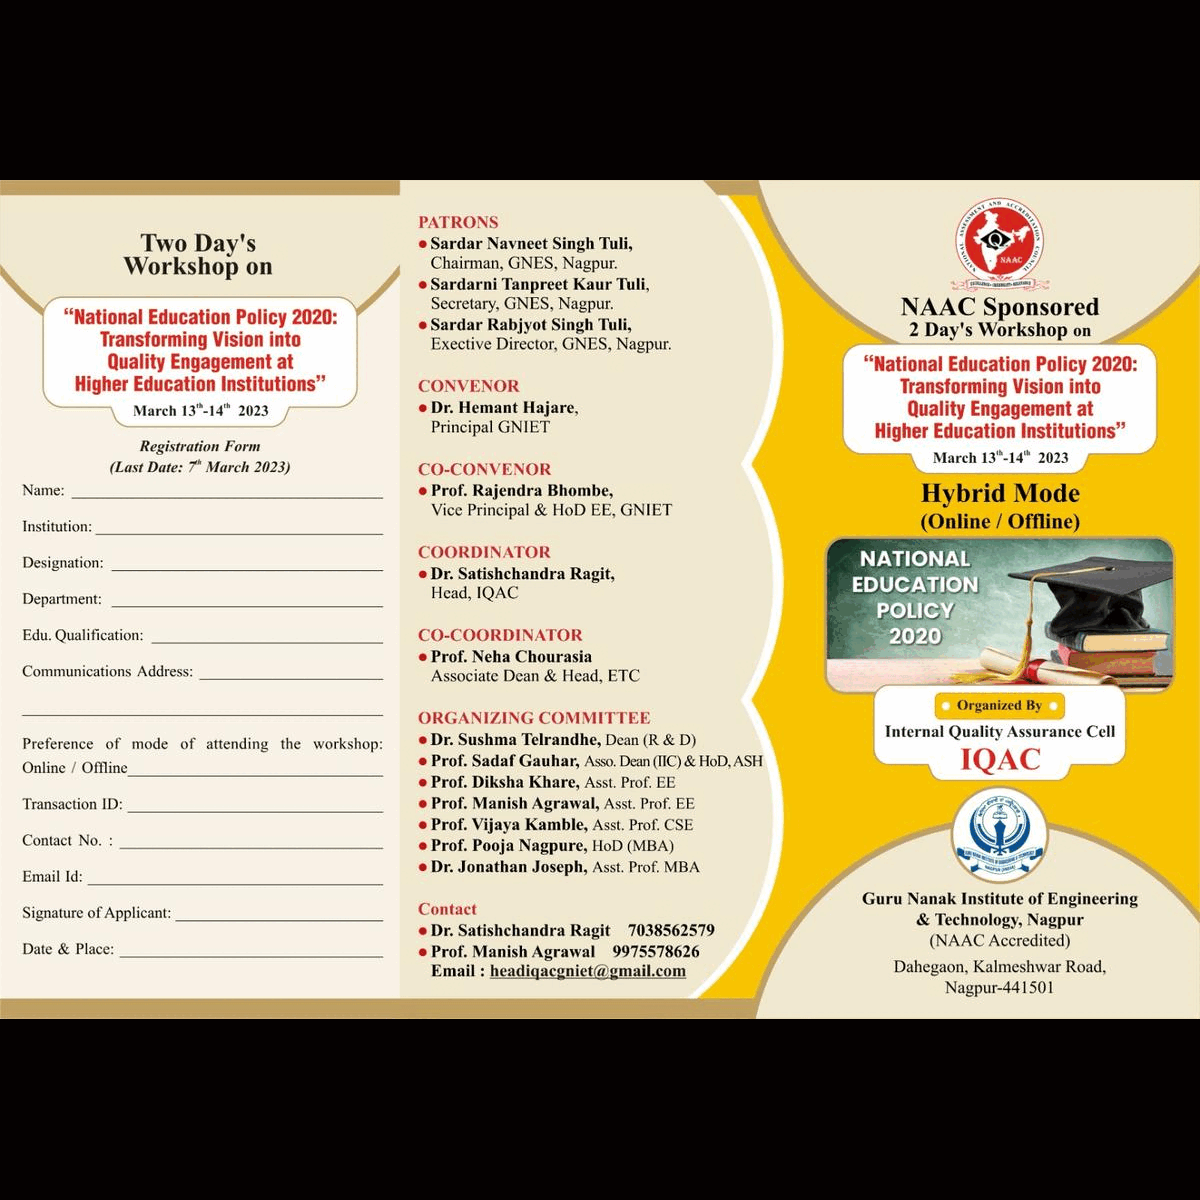 Two Day's
Workshop on
“National Education Policy 2020:
Transforming Vision into
Quality Engagement at
Higher Education Institutions”
March 13th-14th 2023
Registration Form
(Last Date: 7th March 2023)
Name:
Institution:
Designation:
Department:
Edu. Qualification:
Communications Address:
Preference of mode of attending the workshop:
Online / Offline
Transaction ID:
Contact No. :
Email Id:
Signature of Applicant:
Date & Place:
PATRONS
• Sardar Navneet Singh Tuli,
Chairman, GNES, Nagpur.
• Sardarni Tanpreet Kaur Tuli,
Secretary, GNES, Nagpur.
• Sardar Rabjyot Singh Tuli,
Exective Director, GNES, Nagpur.
CONVENOR
• Dr. Hemant Hajare,
Principal GNIET
CO-CONVENOR
• Prof. Rajendra Bhombe,
Vice Principal & HoD EE, GNIET
COORDINATOR
• Dr. Satishchandra Ragit,
Head, IQAC
CO-COORDINATOR
• Prof. Neha Chourasia
Associate Dean & Head, ETC
ORGANIZING COMMITTEE
• Dr. Sushma Telrandhe, Dean (R & D)
• Prof. Sadaf Gauhar, Asso. Dean (IIC) & HoD, ASH
• Prof. Diksha Khare, Asst. Prof. EE
• Prof. Manish Agrawal, Asst. Prof. EE
• Prof. Vijaya Kamble, Asst. Prof. CSE
• Prof. Pooja Nagpure, HoD (MBA)
• Dr. Jonathan Joseph, Asst. Prof. MBA
Contact
• Dr. Satishchandra Ragit 7038562579
• Prof. Manish Agrawal 9975578626
Email : headiqacgniet@gmail.com
NATIONAL ASSESSMENT AND ACCREDITATION COUNCIL
NAAC
NAAC Sponsored
2 Day's Workshop on
“National Education Policy 2020:
Transforming Vision into
Quality Engagement at
Higher Education Institutions”
March 13th-14th 2023
Hybrid Mode
(Online / Offline)
NATIONAL
EDUCATION
POLICY
2020
Organized By
Internal Quality Assurance Cell
IQAC
Guru Nanak Institute of Engineering
& Technology, Nagpur
(NAAC Accredited)
Dahegaon, Kalmeshwar Road,
Nagpur-441501